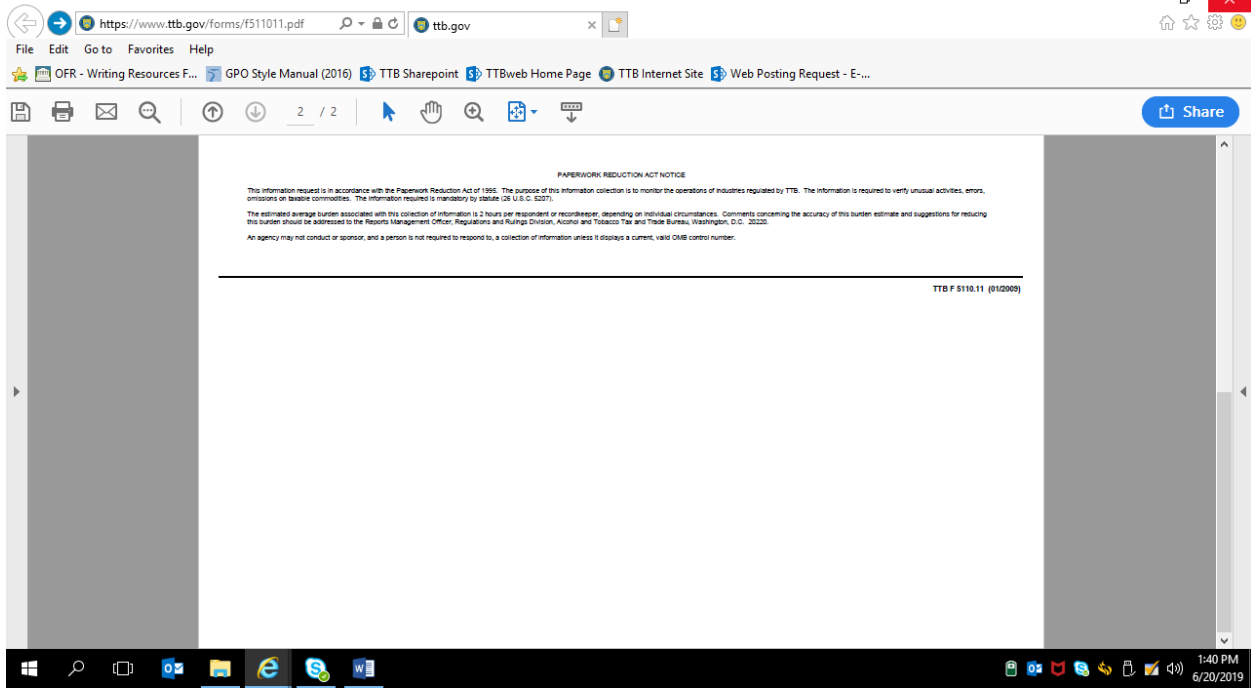 https://www.ttb.gov/forms/f511011.pdf
ttb.gov
File Edit Go to Favorites Help
OFR - Writing Resources F... GPO Style Manual (2016) TTB Sharepoint TTBweb Home Page TTB Internet Site Web Posting Request - E-...
2 / 2
Share
PAPERWORK REDUCTION ACT NOTICE
This information request is in accordance with the Paperwork Reduction Act of 1995. The purpose of this information collection is to monitor the operations of industries regulated by TTB. The information is required to verify unusual activities, errors,
omissions on taxable commodities. The information required is mandatory by statute (26 U.S.C. 5207).
The estimated average burden associated with this collection of information is 2 hours per respondent or recordkeeper, depending on individual circumstances. Comments concerning the accuracy of this burden estimate and suggestions for reducing
this burden should be addressed to the Reports Management Officer, Regulations and Rulings Division, Alcohol and Tobacco Tax and Trade Bureau, Washington, D.C. 20220.
An agency may not conduct or sponsor, and a person is not required to respond to, a collection of information unless it displays a current, valid OMB control number.
TTB F 5110.11 (01/2009)
1:40 PM
6/20/2019